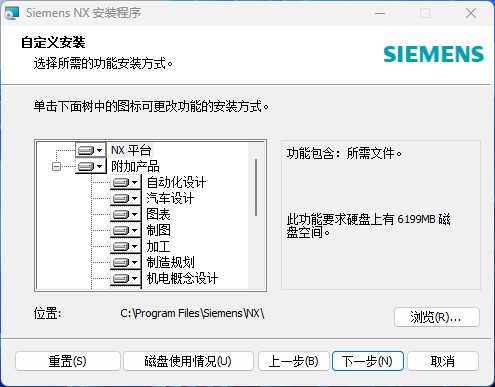 Siemens NX 安装程序
自定义安装
选择所需的功能安装方式。
SIEMENS
单击下面树中的图标可更改功能的安装方式。
NX 平台
附加产品
自动化设计
汽车设计
图表
制图
加工
制造规划
机电概念设计
功能包含：所需文件。
此功能要求硬盘上有 6199MB 磁
盘空间。
位置:
C:\Program Files\Siemens\NX\
浏览(R)...
重置(S)
磁盘使用情况(U)
上一步(B)
下一步(N)
取消